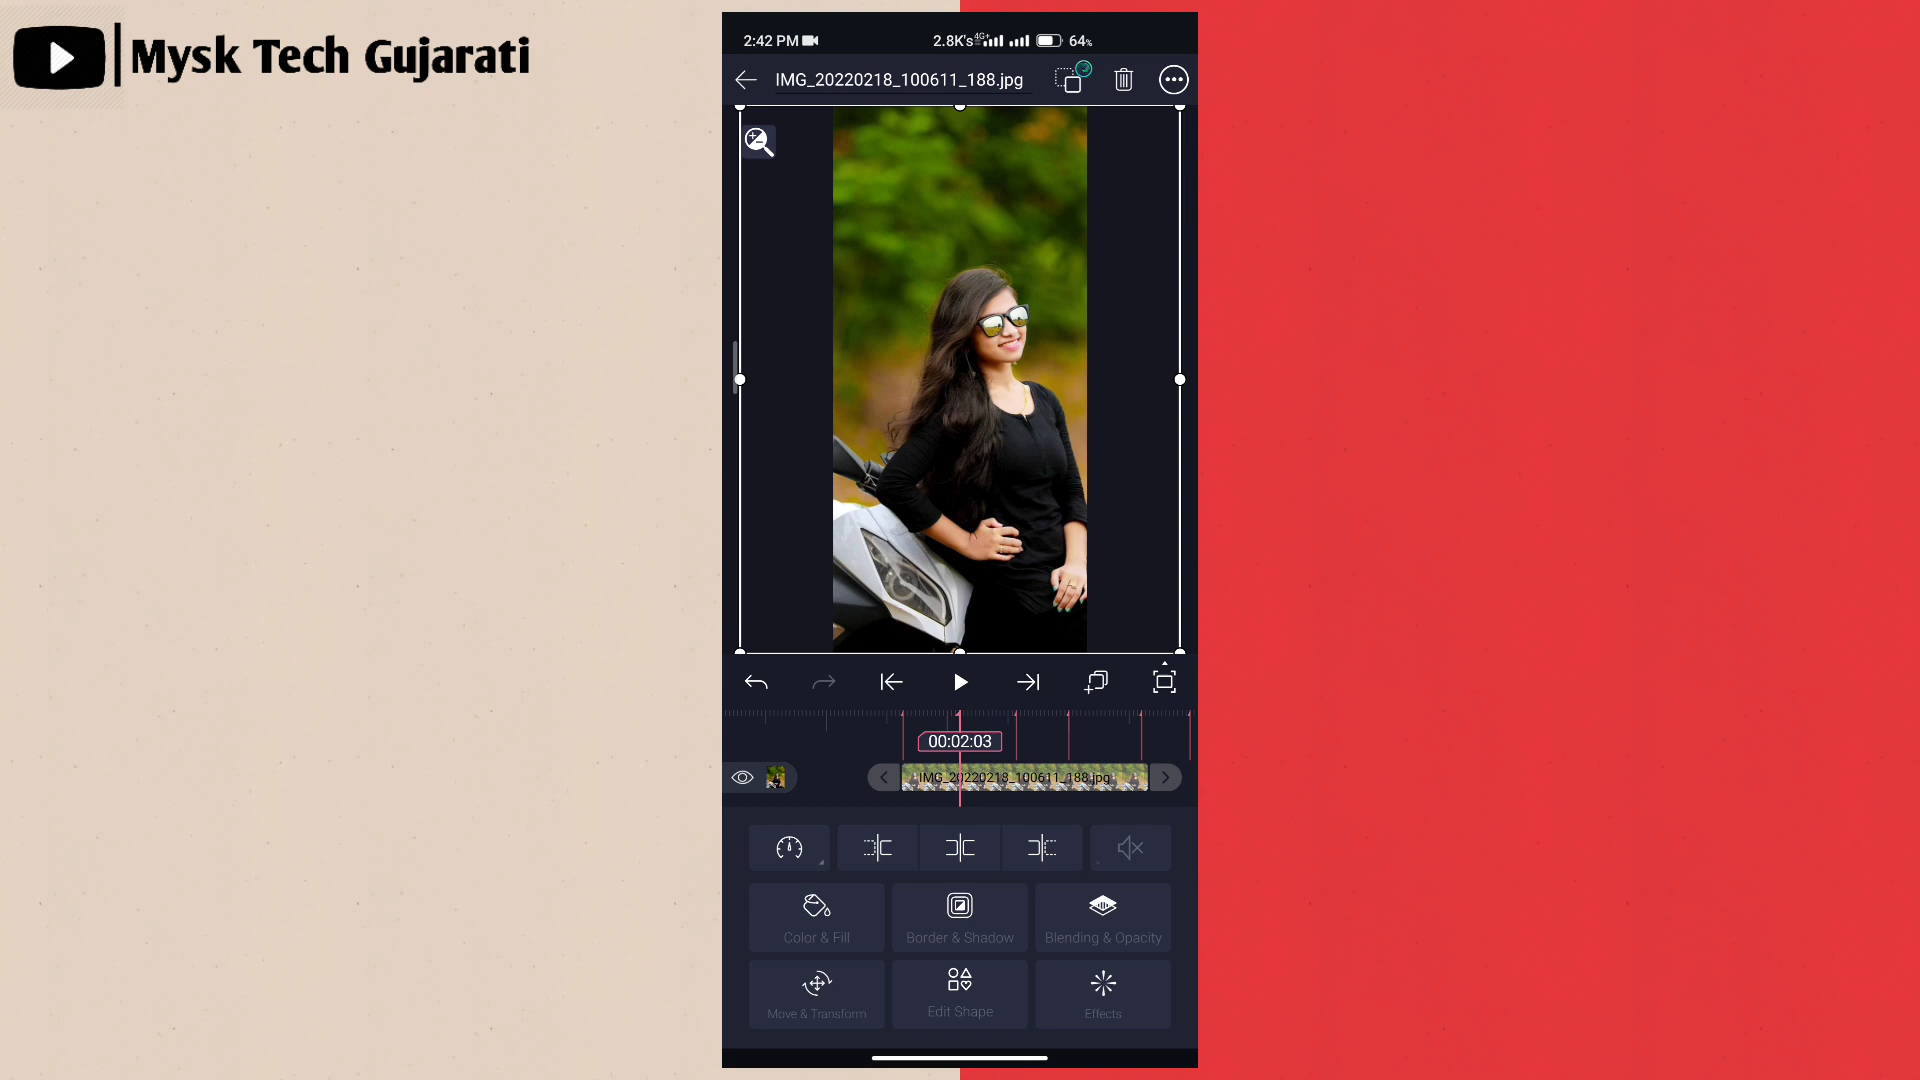 Mysk Tech Gujarati
2:42 PM 2.8K's 4G+ 64%
IMG_20220218_100611_188.jpg
00:02:03
IMG_20220218_100611_188.jpg
Color & Fill Border & Shadow Blending & Opacity
Move & Transform Edit Shape Effects